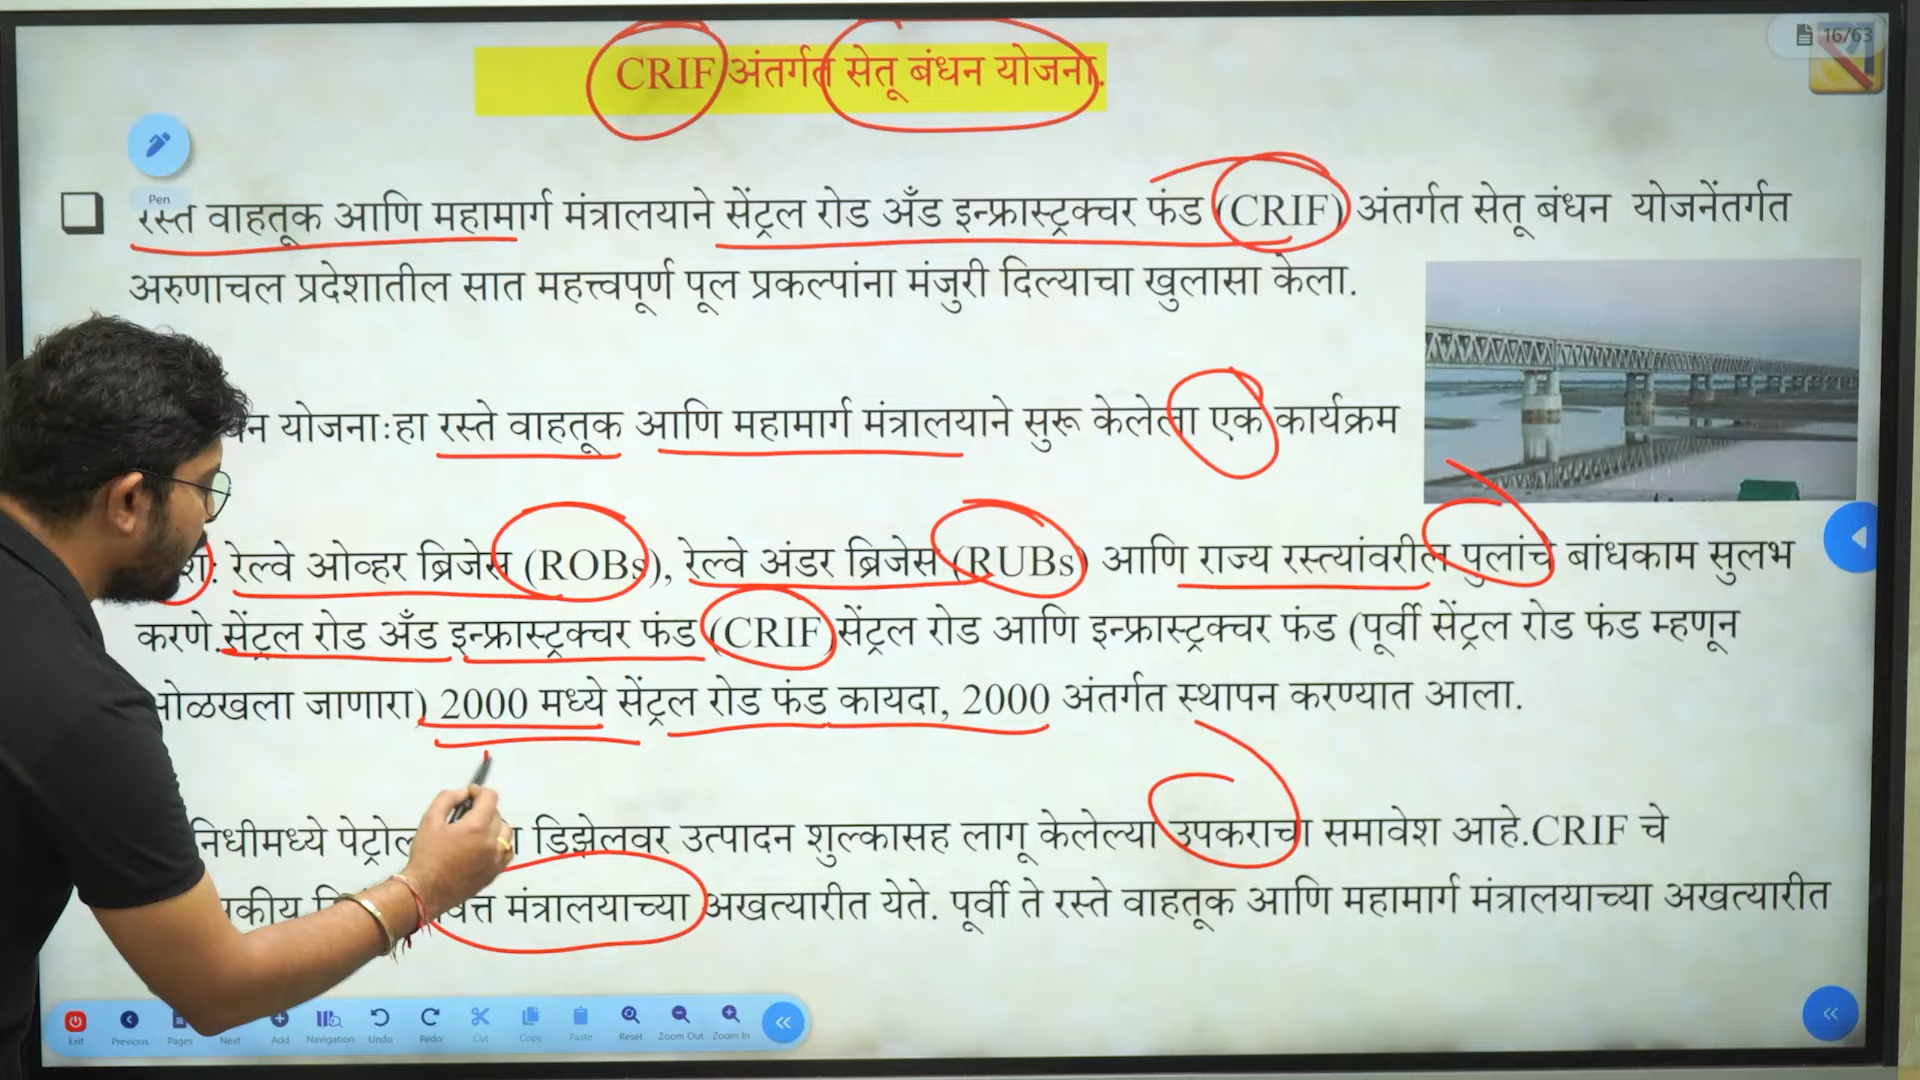 16/63
CRIF अंतर्गत सेतू बंधन योजना.
Pen
रस्त वाहतूक आणि महामार्ग मंत्रालयाने सेंट्रल रोड अँड इन्फ्रास्ट्रक्चर फंड (CRIF) अंतर्गत सेतू बंधन योजनेंतर्गत
अरुणाचल प्रदेशातील सात महत्त्वपूर्ण पूल प्रकल्पांना मंजुरी दिल्याचा खुलासा केला.
योजनाःहा रस्ते वाहतूक आणि महामार्ग मंत्रालयाने सुरू केलेला एक कार्यक्रम
रेल्वे ओव्हर ब्रिजेस (ROBs), रेल्वे अंडर ब्रिजेस (RUBs) आणि राज्य रस्त्यांवरील पुलांचे बांधकाम सुलभ
करणे.सेंट्रल रोड अँड इन्फ्रास्ट्रक्चर फंड (CRIF)सेंट्रल रोड आणि इन्फ्रास्ट्रक्चर फंड (पूर्वी सेंट्रल रोड फंड म्हणून
ओळखला जाणारा) 2000 मध्ये सेंट्रल रोड फंड कायदा, 2000 अंतर्गत स्थापन करण्यात आला.
निधीमध्ये पेट्रोल डिझेलवर उत्पादन शुल्कासह लागू केलेल्या उपकराचा समावेश आहे.CRIF चे
मंत्रालयाच्या अखत्यारीत येते. पूर्वी ते रस्ते वाहतूक आणि महामार्ग मंत्रालयाच्या अखत्यारीत
Exit Previous Pages Next Add Navigation Undo Redo Cut Copy Paste Reset Zoom Out Zoom In